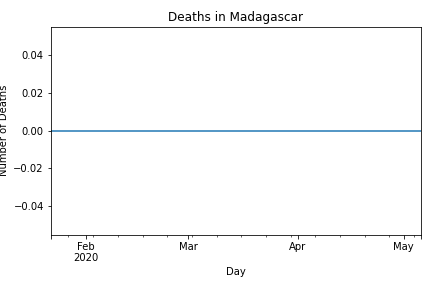 Deaths in Madagascar
Number of Deaths
0.04
0.02
0.00
−0.02
−0.04
Feb
2020
Mar
Apr
May
Day